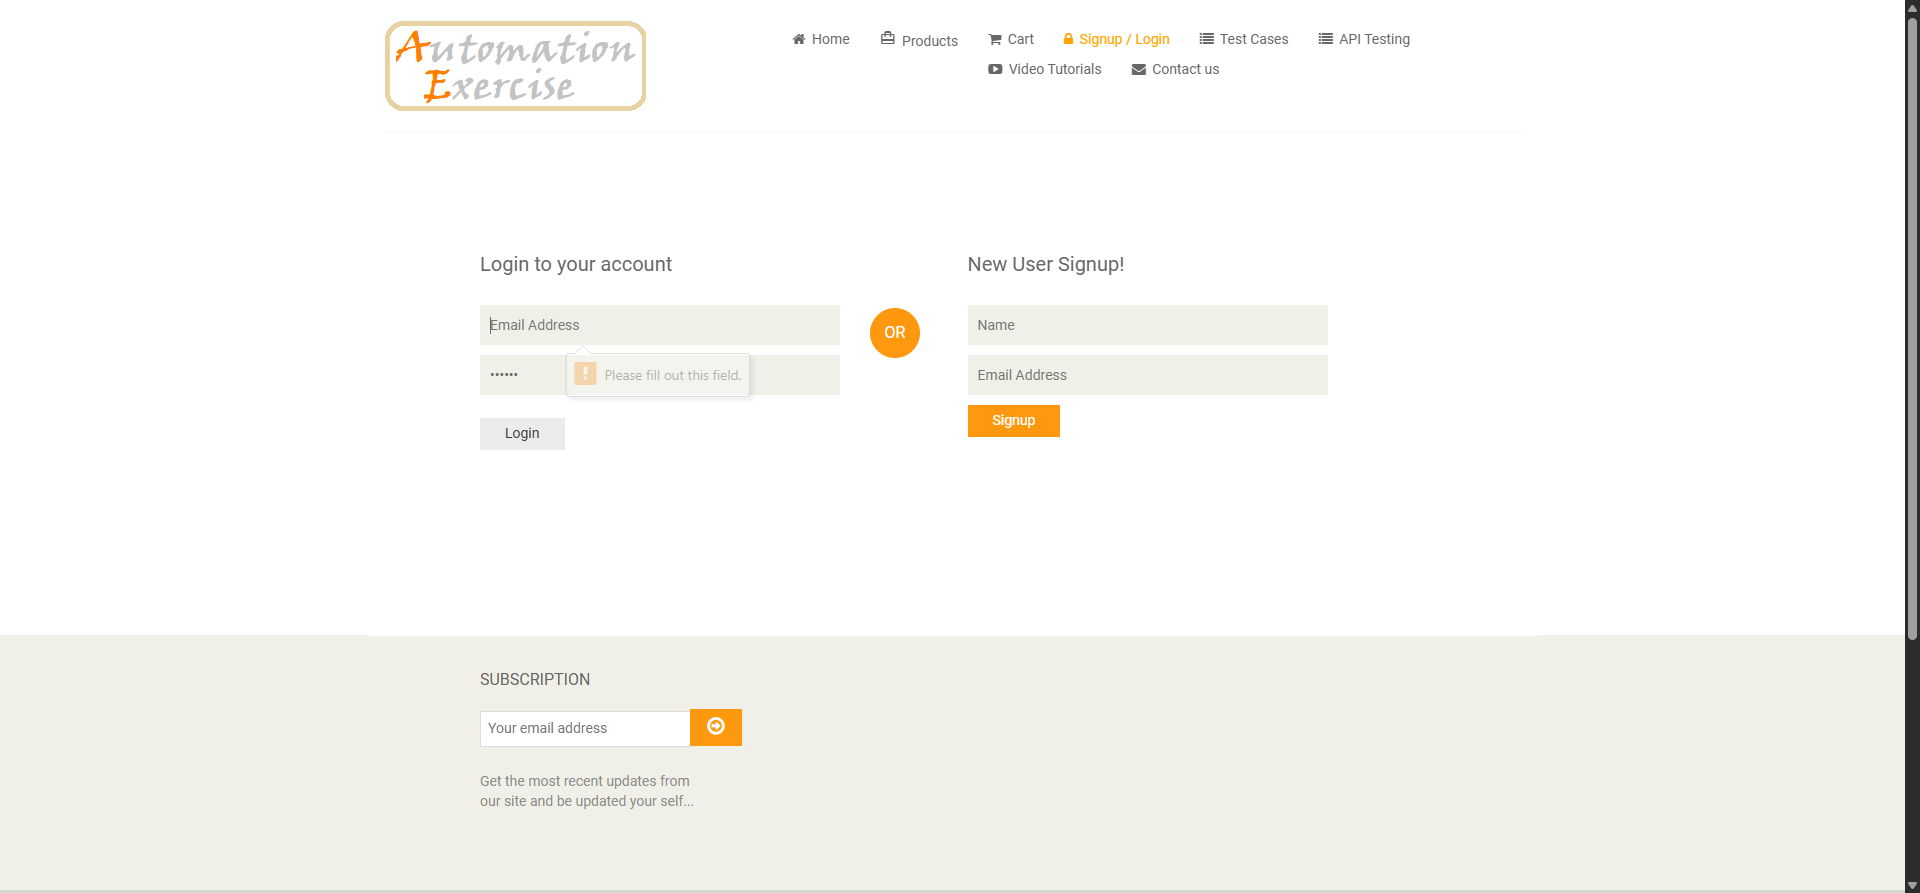 Automation
Exercise
Home
Products
Cart
Signup / Login
Test Cases
API Testing
Video Tutorials
Contact us
Login to your account
Email Address
••••••
Please fill out this field.
Login
OR
New User Signup!
Name
Email Address
Signup
SUBSCRIPTION
Your email address
Get the most recent updates from
our site and be updated your self...